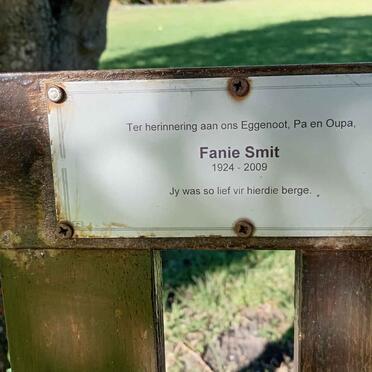 Ter herinnering aan ons Eggenoot, Pa en Oupa,
Fanie Smit
1924 - 2009
Jy was so lief vir hierdie berge.